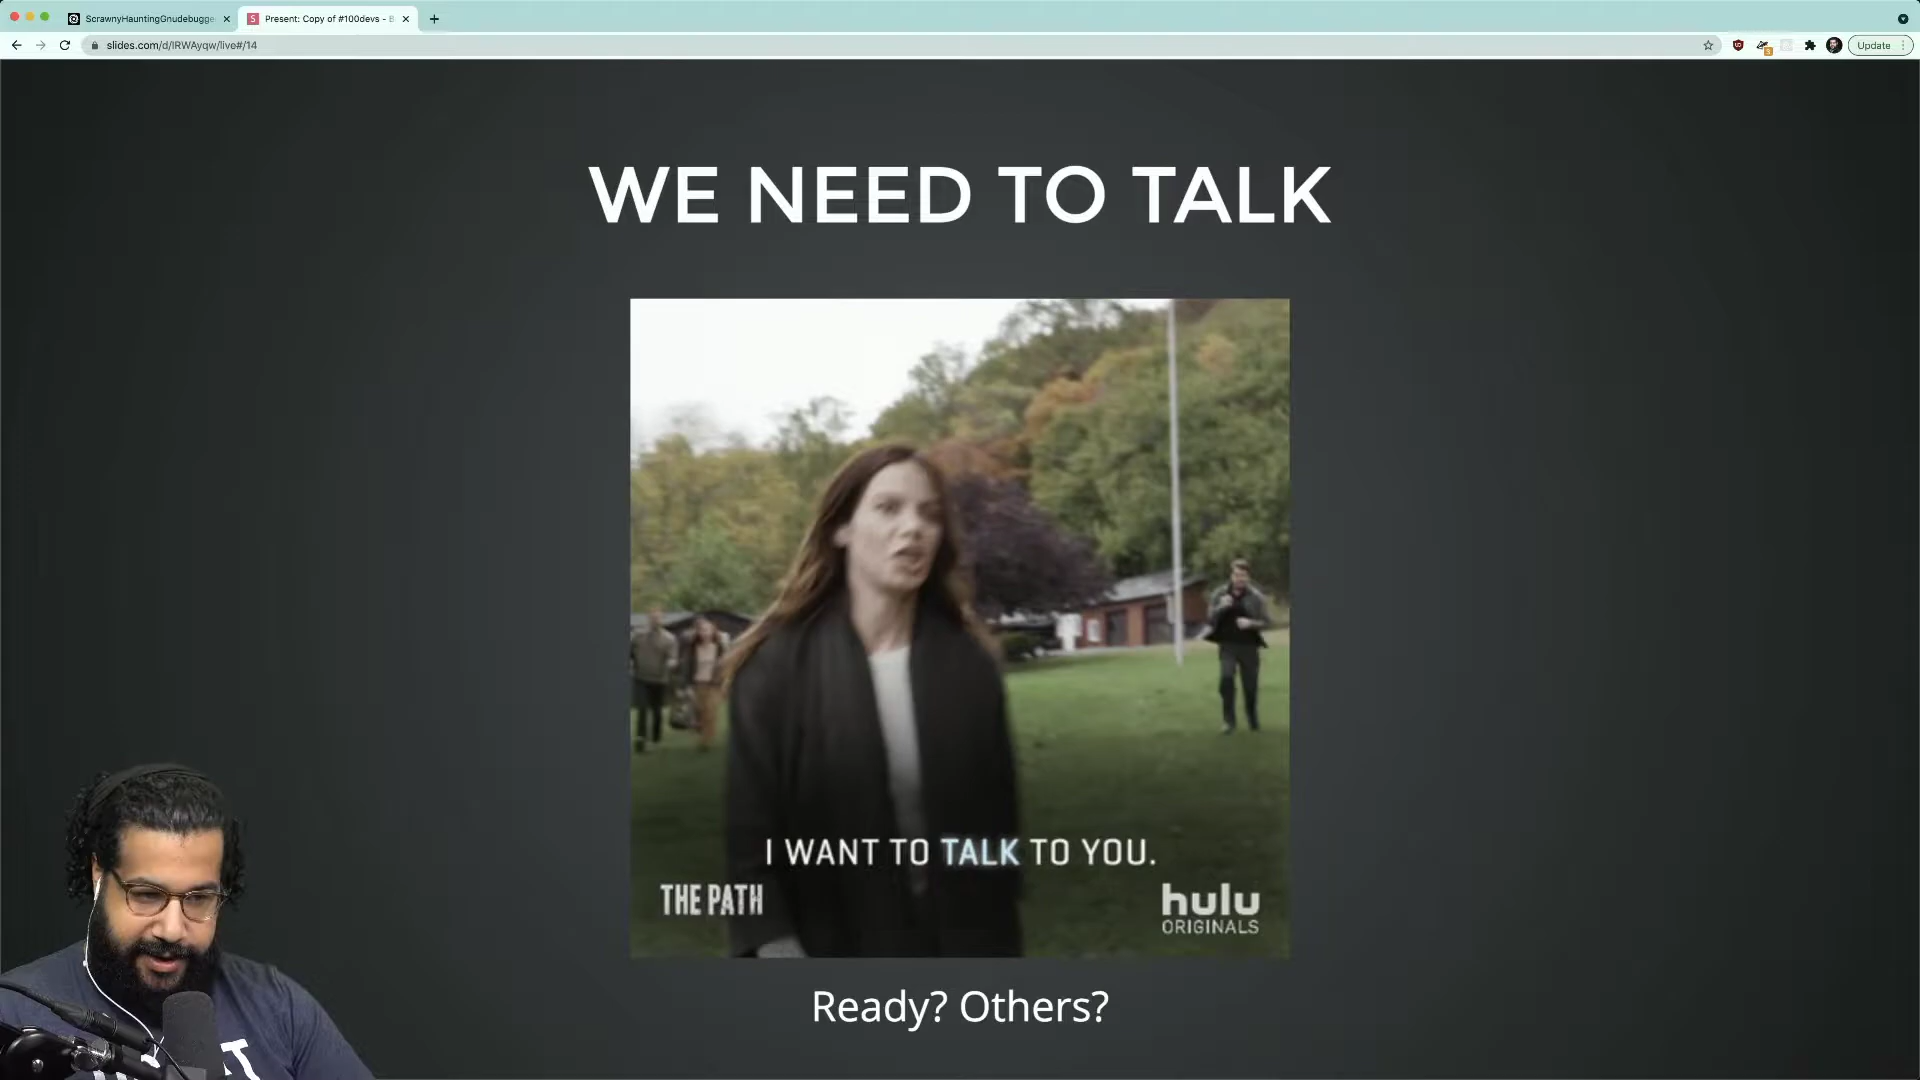 ScrawnyHauntingGnudebugge
Present: Copy of #100devs - B
slides.com/d/lRWAyqw/live#/14
Update
WE NEED TO TALK
I WANT TO TALK TO YOU.
THE PATH
hulu
ORIGINALS
Ready? Others?